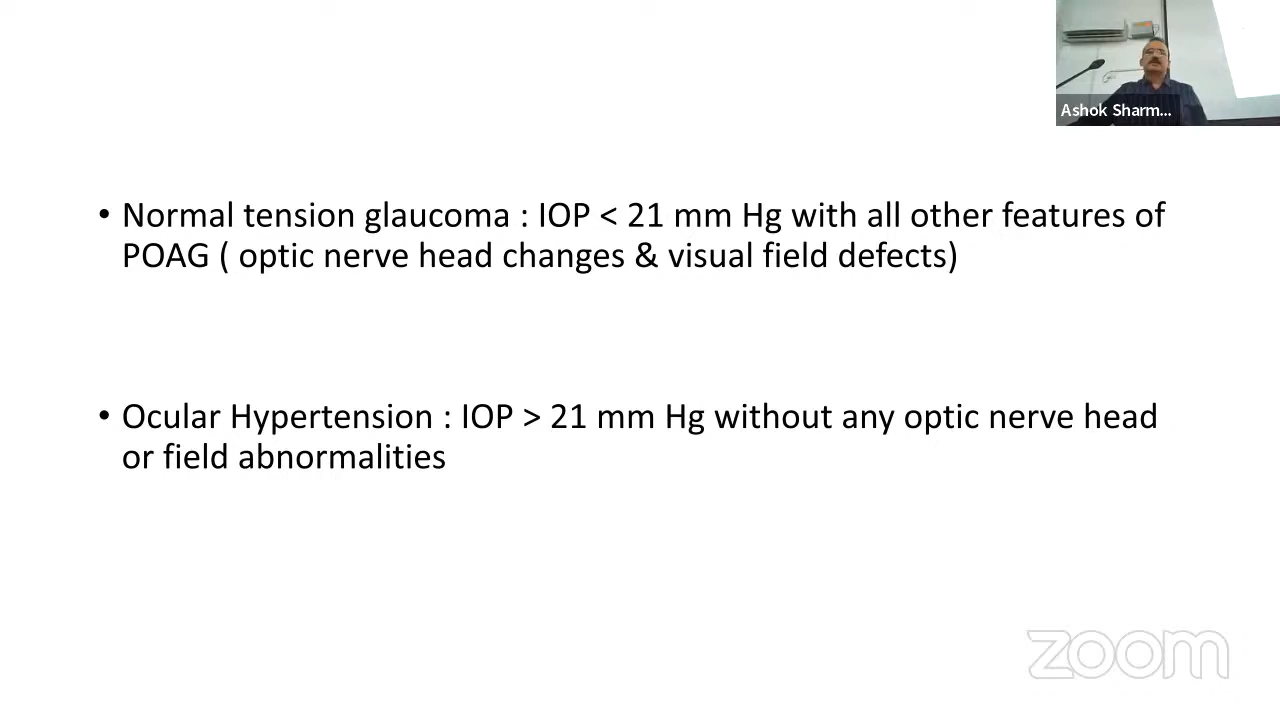 Ashok Sharm...
• Normal tension glaucoma : IOP < 21 mm Hg with all other features of
POAG ( optic nerve head changes & visual field defects)
• Ocular Hypertension : IOP > 21 mm Hg without any optic nerve head
or field abnormalities
zoom